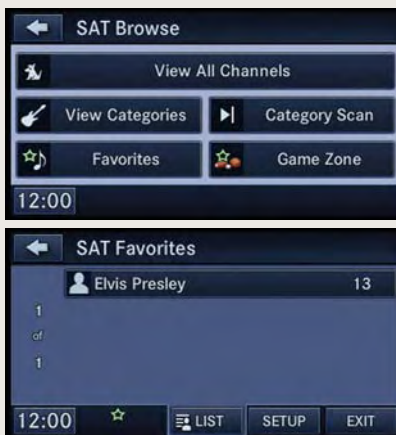 SAT Browse
View All Channels
View Categories
Category Scan
Favorites
Game Zone
12:00
SAT Favorites
Elvis Presley 13
1
of
1
12:00 LIST SETUP EXIT